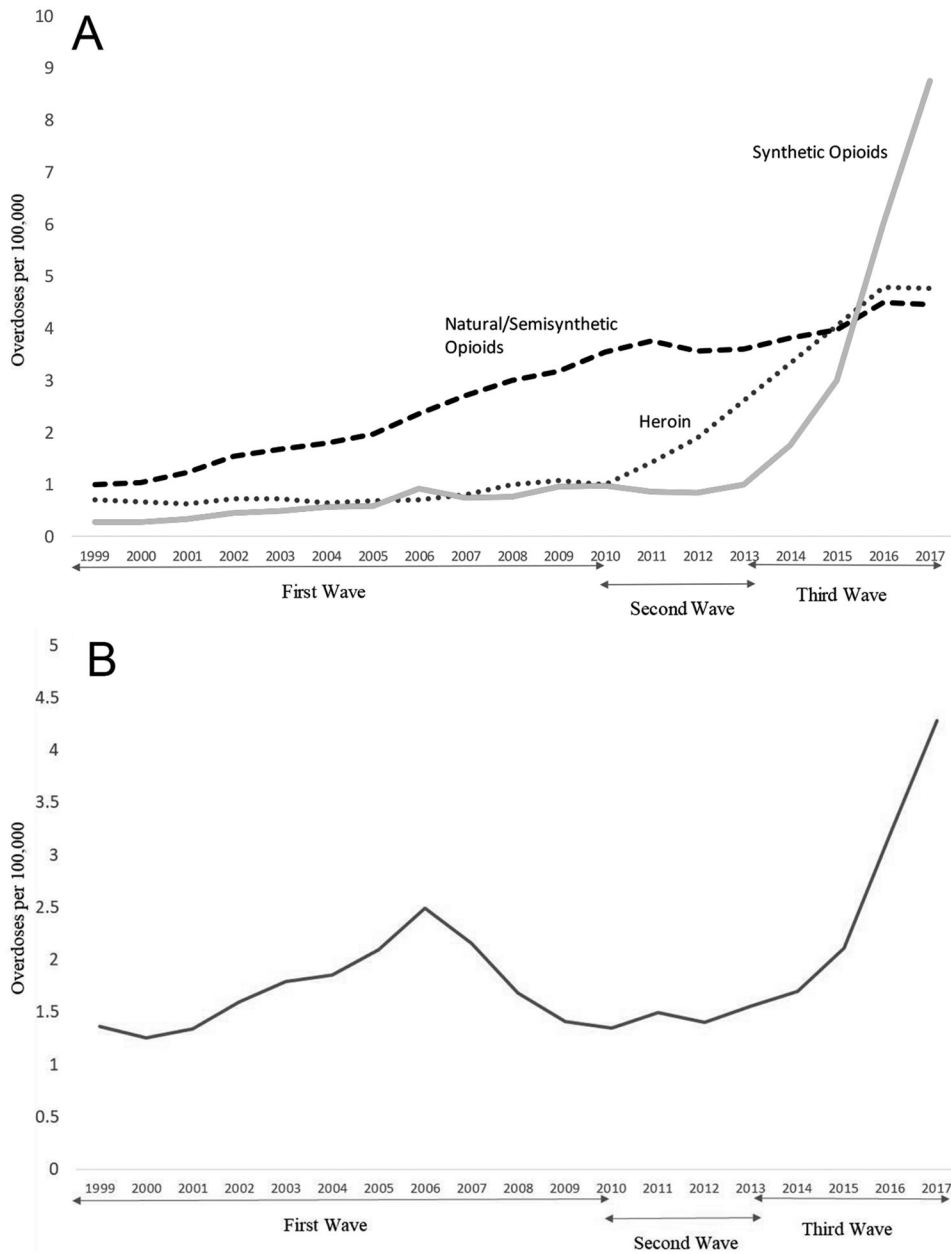 A
Overdoses per 100,000
10
9
8
7
6
5
4
3
2
1
0
Synthetic Opioids
Natural/Semisynthetic
Opioids
Heroin
1999 2000 2001 2002 2003 2004 2005 2006 2007 2008 2009 2010 2011 2012 2013 2014 2015 2016 2017
First Wave
Second Wave
Third Wave
B
Overdoses per 100,000
5
4.5
4
3.5
3
2.5
2
1.5
1
0.5
0
1999 2000 2001 2002 2003 2004 2005 2006 2007 2008 2009 2010 2011 2012 2013 2014 2015 2016 2017
First Wave
Second Wave
Third Wave